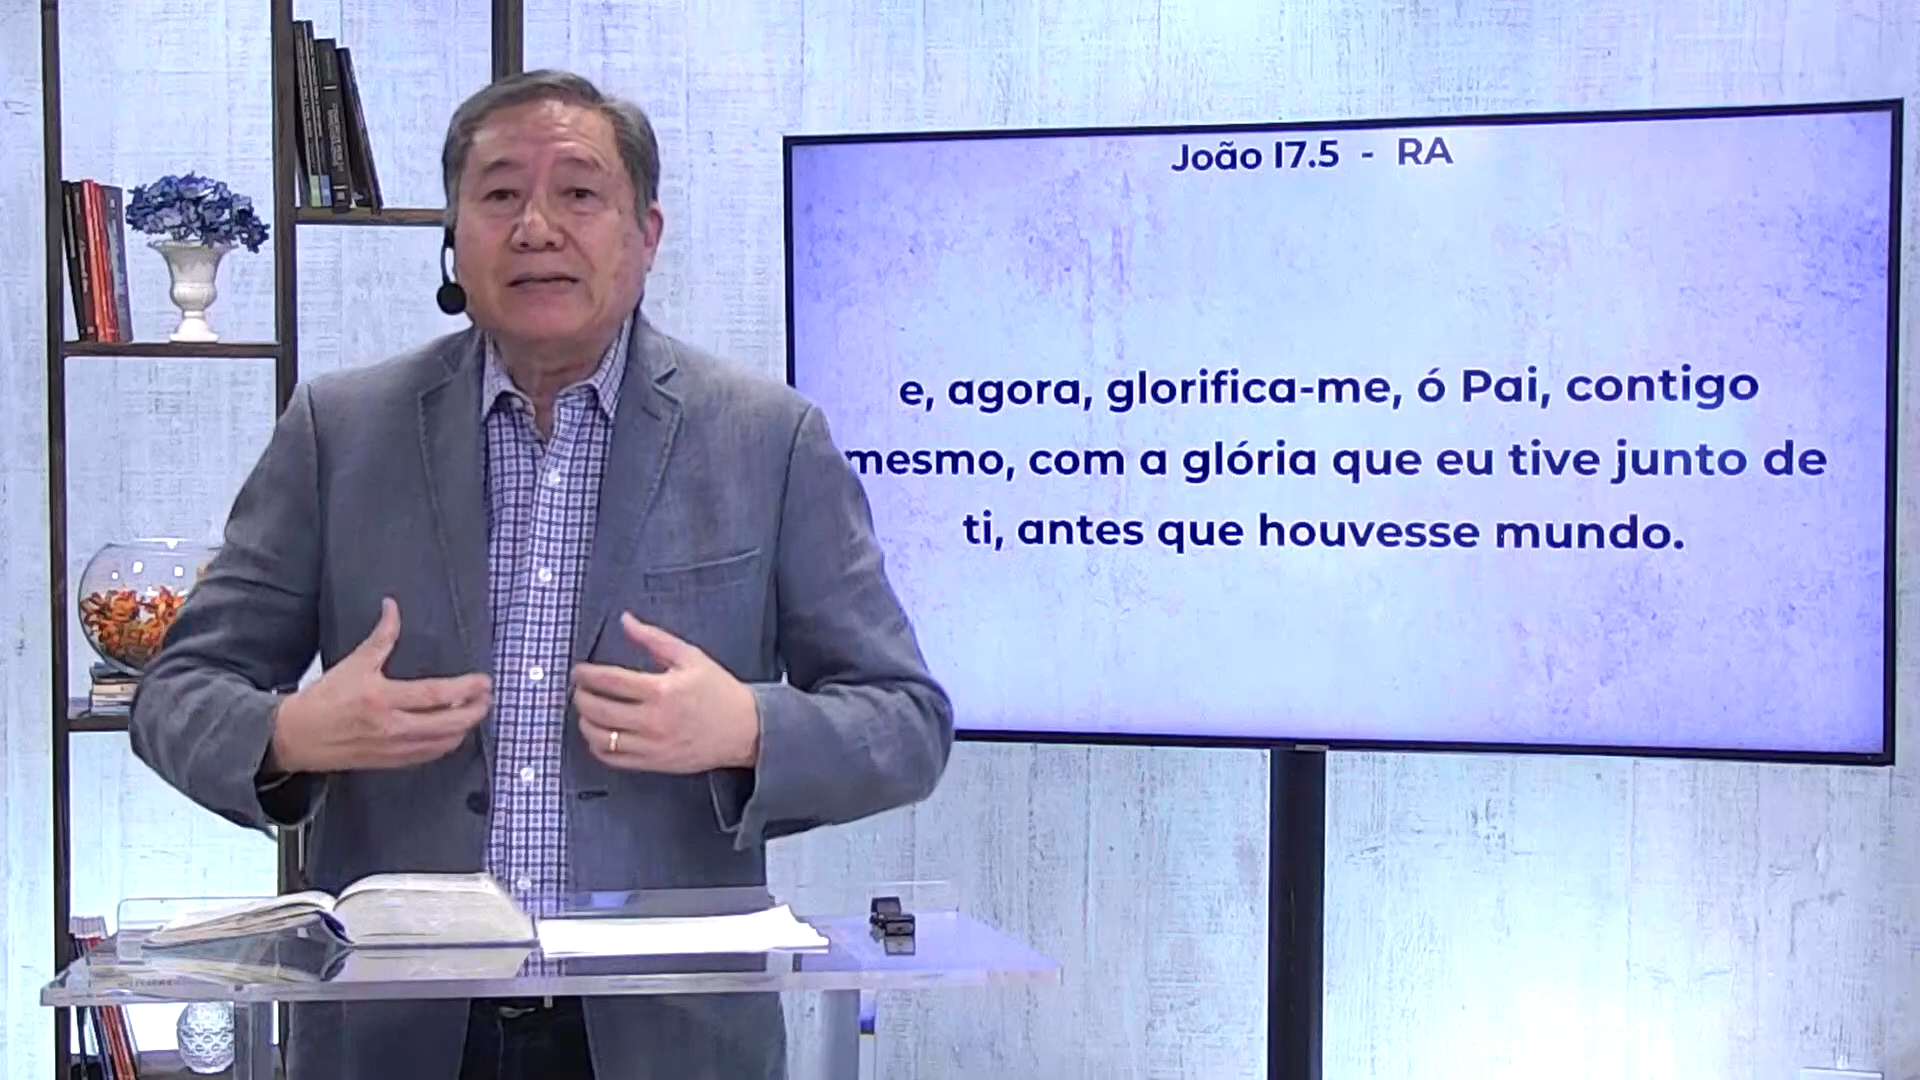 João 17.5 - RA
e, agora, glorifica-me, ó Pai, contigo
mesmo, com a glória que eu tive junto de
ti, antes que houvesse mundo.